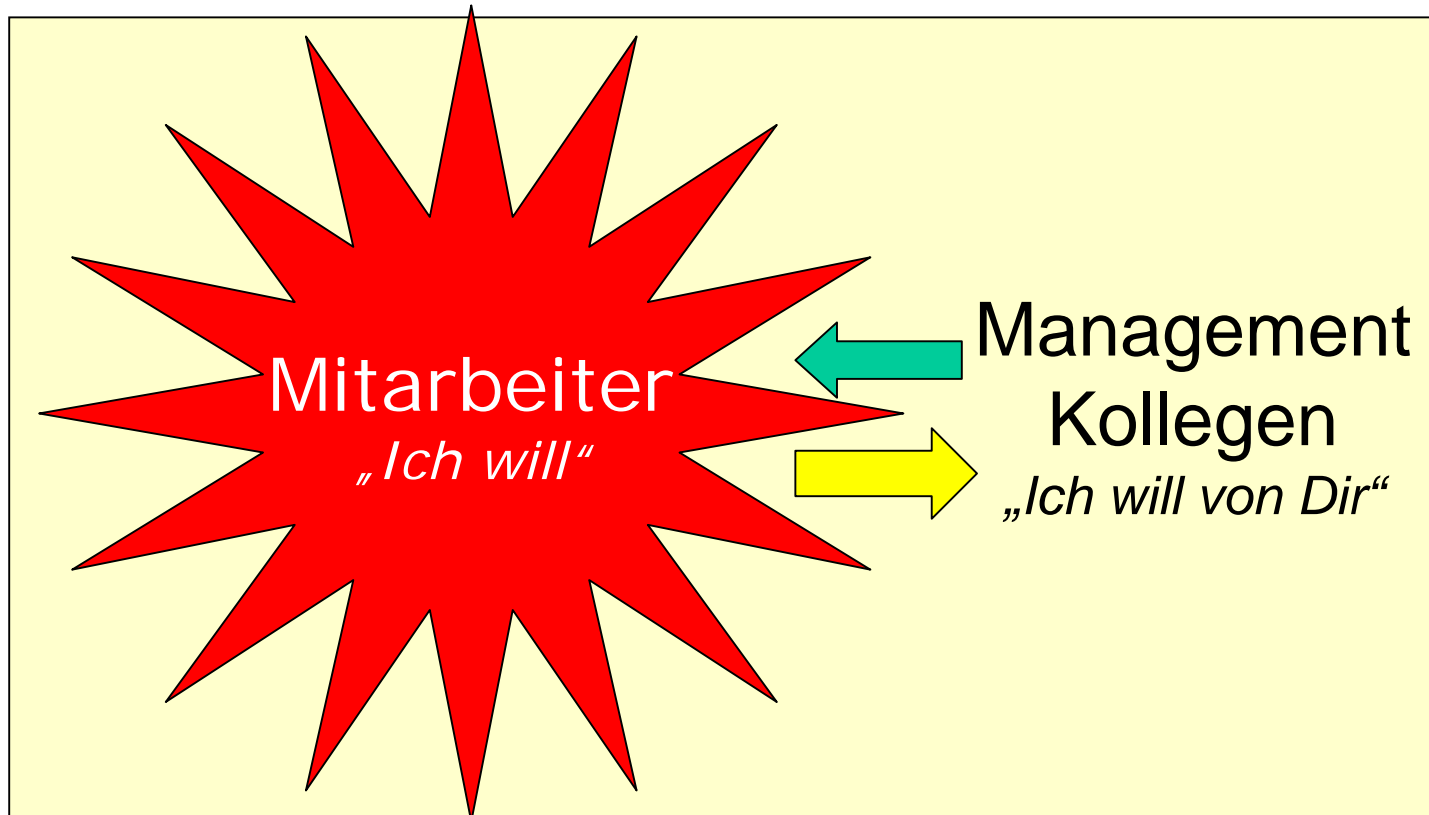 Mitarbeiter
„Ich will“
Management
Kollegen
„Ich will von Dir“